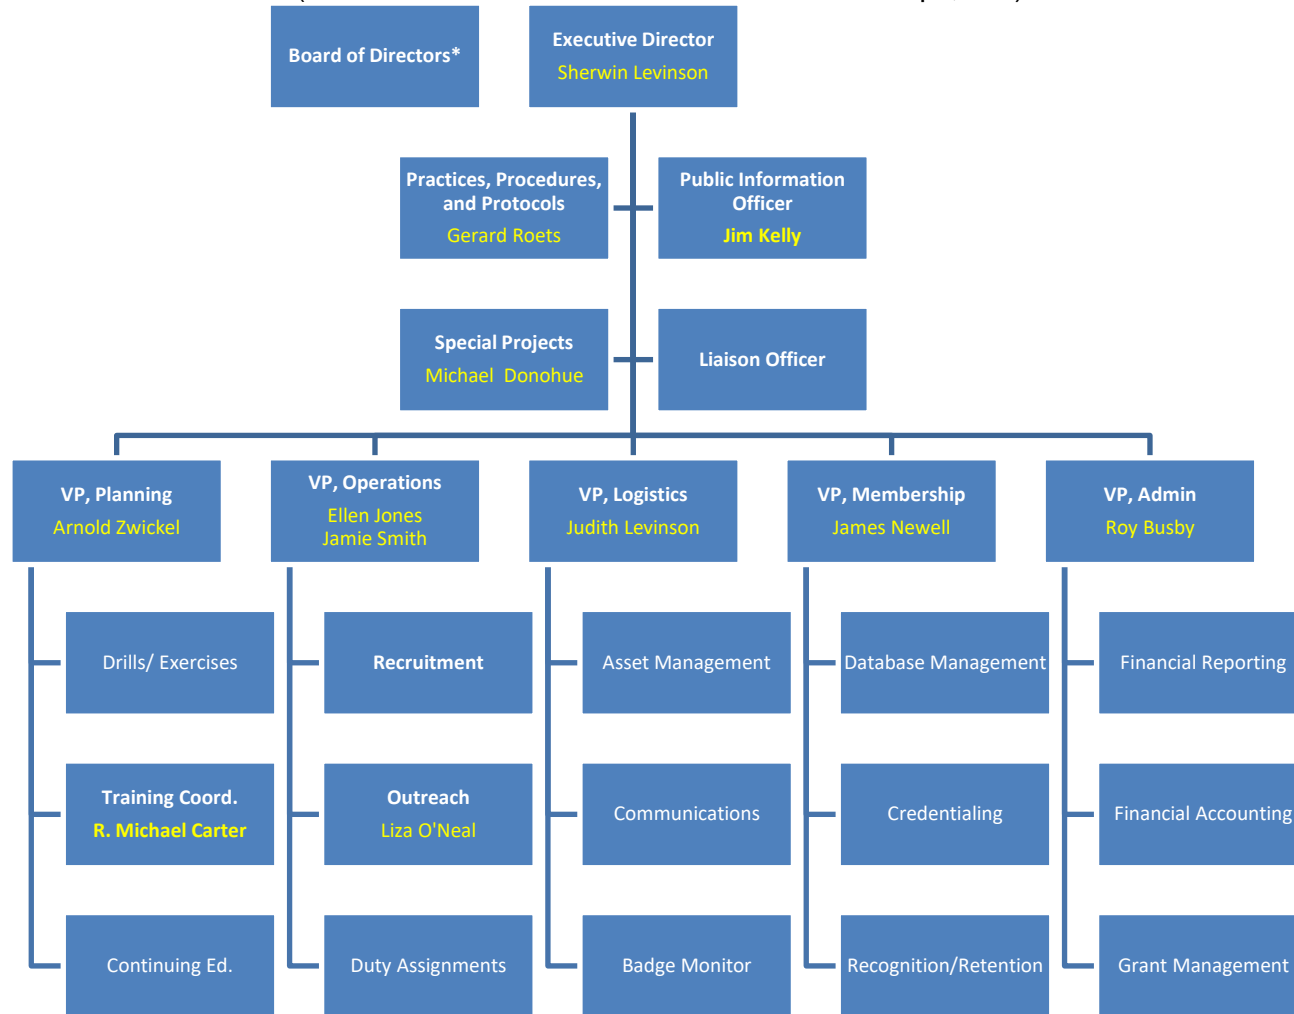 Board of Directors*
Executive Director
Sherwin Levinson
Practices, Procedures,
and Protocols
Gerard Roets
Public Information
Officer
Jim Kelly
Special Projects
Michael  Donohue
Liaison Officer
VP, Planning
Arnold Zwickel
VP, Operations
Ellen Jones
Jamie Smith
VP, Logistics
Judith Levinson
VP, Membership
James Newell
VP, Admin
Roy Busby
Drills/ Exercises
Recruitment
Asset Management
Database Management
Financial Reporting
Training Coord.
R. Michael Carter
Outreach
Liza O'Neal
Communications
Credentialing
Financial Accounting
Continuing Ed.
Duty Assignments
Badge Monitor
Recognition/Retention
Grant Management